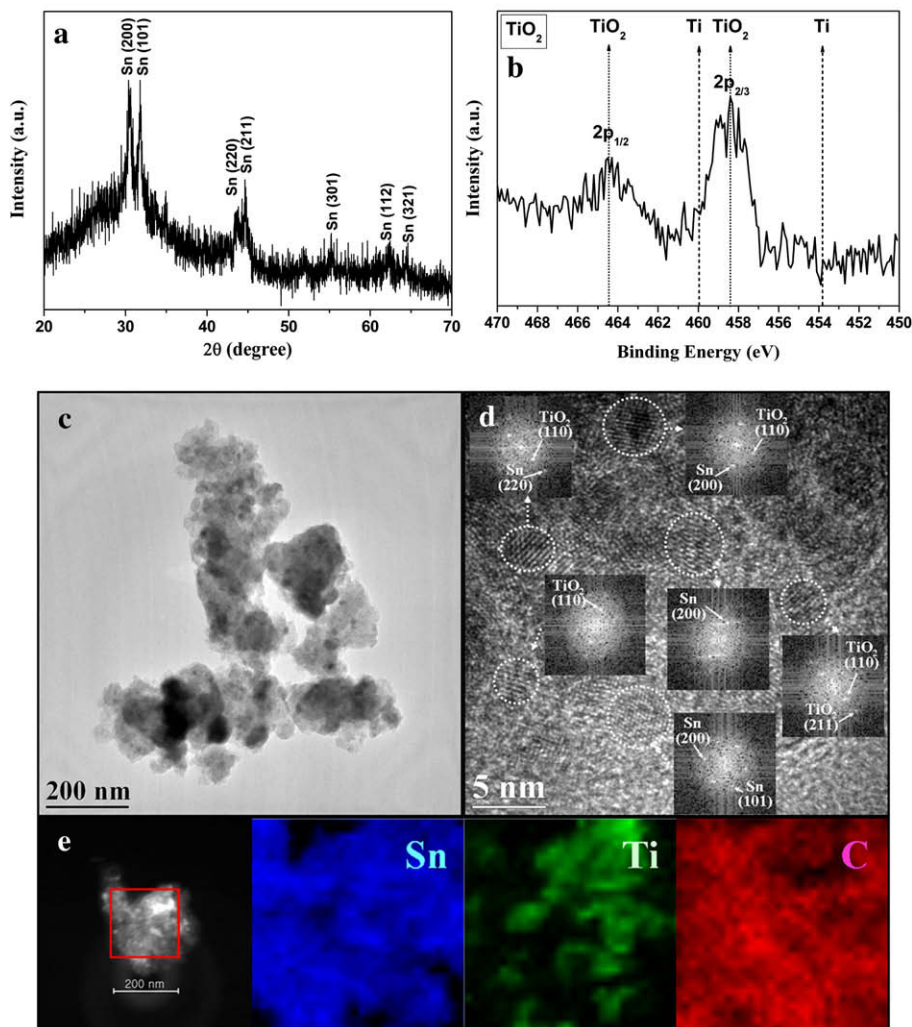 a
Sn (200)
Sn (101)
Sn (220)
Sn (211)
Sn (301)
Sn (112)
Sn (321)
Intensity (a.u.)
20 30 40 50 60 70
2θ (degree)
TiO₂
TiO₂ Ti TiO₂ Ti
b
2p₁/₂
2p₂/₃
Intensity (a.u.)
470 468 466 464 462 460 458 456 454 452 450
Binding Energy (eV)
c
200 nm
d
TiO₂
(110)
Sn
(220)
TiO₂
(110)
Sn
(200)
TiO₂
(110)
Sn
(200)
TiO₂
(110)
TiO₂
(211)
Sn
(200)
Sn
(101)
5 nm
e
200 nm
Sn
Ti
C